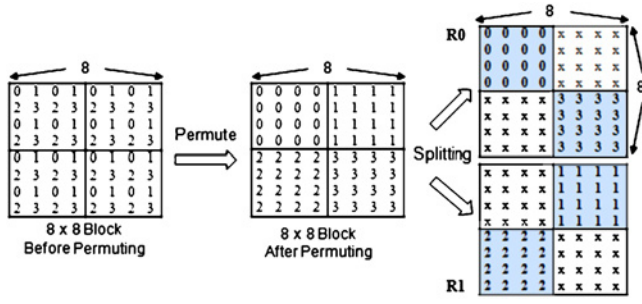 8
R0
0 0 0 0 x x x x
0 0 0 0 x x x x
0 0 0 0 x x x x
0 0 0 0 x x x x
x x x x 3 3 3 3
x x x x 3 3 3 3
x x x x 3 3 3 3
x x x x 3 3 3 3
8
8
0 1 0 1 0 1 0 1
2 3 2 3 2 3 2 3
0 1 0 1 0 1 0 1
2 3 2 3 2 3 2 3
0 1 0 1 0 1 0 1
2 3 2 3 2 3 2 3
0 1 0 1 0 1 0 1
2 3 2 3 2 3 2 3
8 x 8 Block
Before Permuting
Permute
8
0 0 0 0 1 1 1 1
0 0 0 0 1 1 1 1
0 0 0 0 1 1 1 1
0 0 0 0 1 1 1 1
2 2 2 2 3 3 3 3
2 2 2 2 3 3 3 3
2 2 2 2 3 3 3 3
2 2 2 2 3 3 3 3
8 x 8 Block
After Permuting
Splitting
x x x x 1 1 1 1
x x x x 1 1 1 1
x x x x 1 1 1 1
x x x x 1 1 1 1
2 2 2 2 x x x x
2 2 2 2 x x x x
2 2 2 2 x x x x
2 2 2 2 x x x x
R1